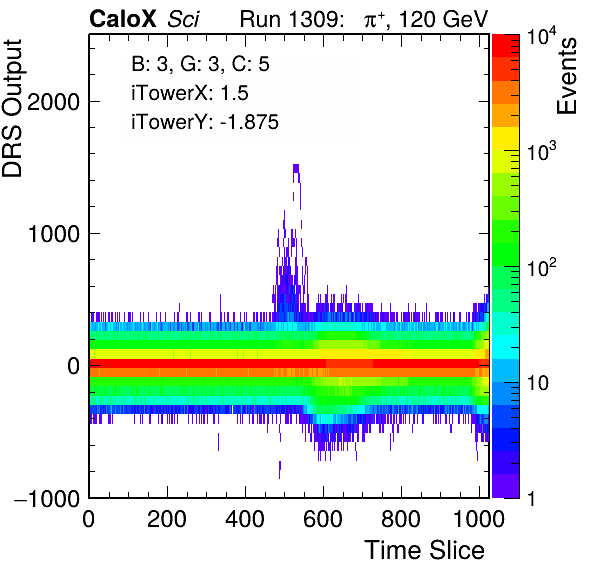 CaloX Sci Run 1309: π⁺, 120 GeV
B: 3, G: 3, C: 5
iTowerX: 1.5
iTowerY: -1.875
DRS Output
2000
1000
0
−1000
0 200 400 600 800 1000
Time Slice
Events
10⁴
10³
10²
10
1